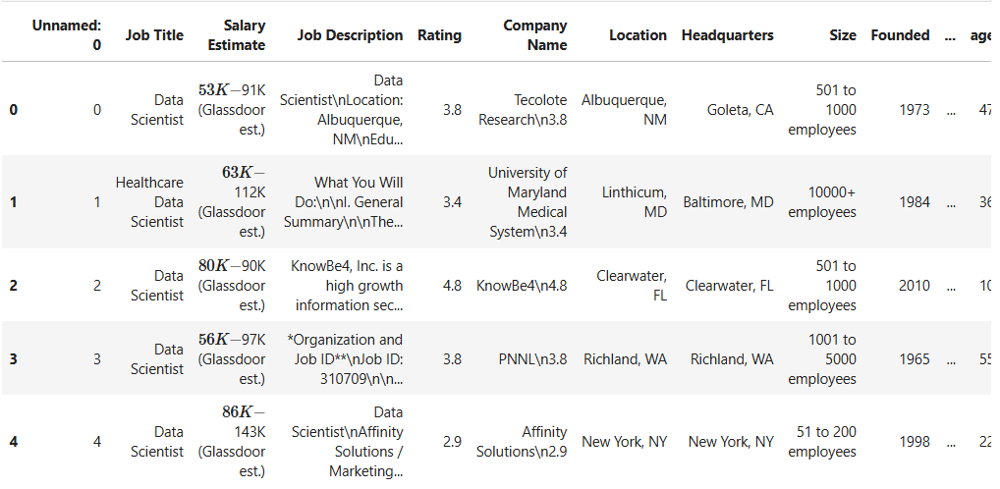 Unnamed: 0 Job Title Salary Estimate Job Description Rating Company Name Location Headquarters Size Founded ... age
0 0 Data Scientist 53K−91K (Glassdoor est.) Data Scientist\nLocation: Albuquerque, NM\nEdu... 3.8 Tecolote Research\n3.8 Albuquerque, NM Goleta, CA 501 to 1000 employees 1973 ... 47
1 1 Healthcare Data Scientist 63K−112K (Glassdoor est.) What You Will Do:\n\nI. General Summary\n\nThe... 3.4 University of Maryland Medical System\n3.4 Linthicum, MD Baltimore, MD 10000+ employees 1984 ... 36
2 2 Data Scientist 80K−90K (Glassdoor est.) KnowBe4, Inc. is a high growth information sec... 4.8 KnowBe4\n4.8 Clearwater, FL Clearwater, FL 501 to 1000 employees 2010 ... 10
3 3 Data Scientist 56K−97K (Glassdoor est.) *Organization and Job ID**\nJob ID: 310709\n\n... 3.8 PNNL\n3.8 Richland, WA Richland, WA 1001 to 5000 employees 1965 ... 55
4 4 Data Scientist 86K−143K (Glassdoor est.) Data Scientist\nAffinity Solutions / Marketing... 2.9 Affinity Solutions\n2.9 New York, NY New York, NY 51 to 200 employees 1998 ... 22